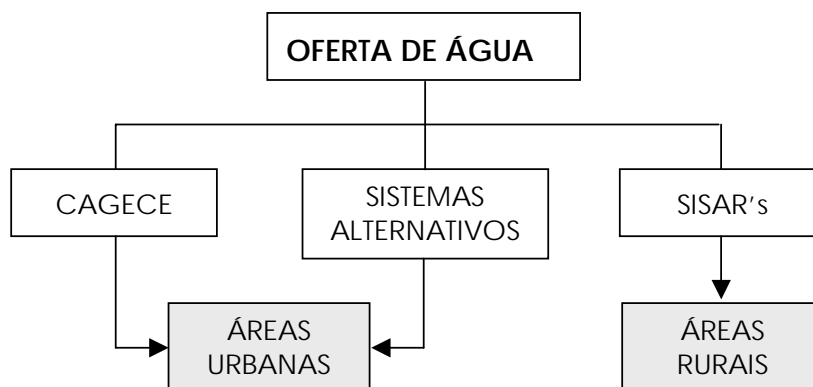 OFERTA DE ÁGUA
CAGECE
SISTEMAS
ALTERNATIVOS
SISAR's
ÁREAS
URBANAS
ÁREAS
RURAIS